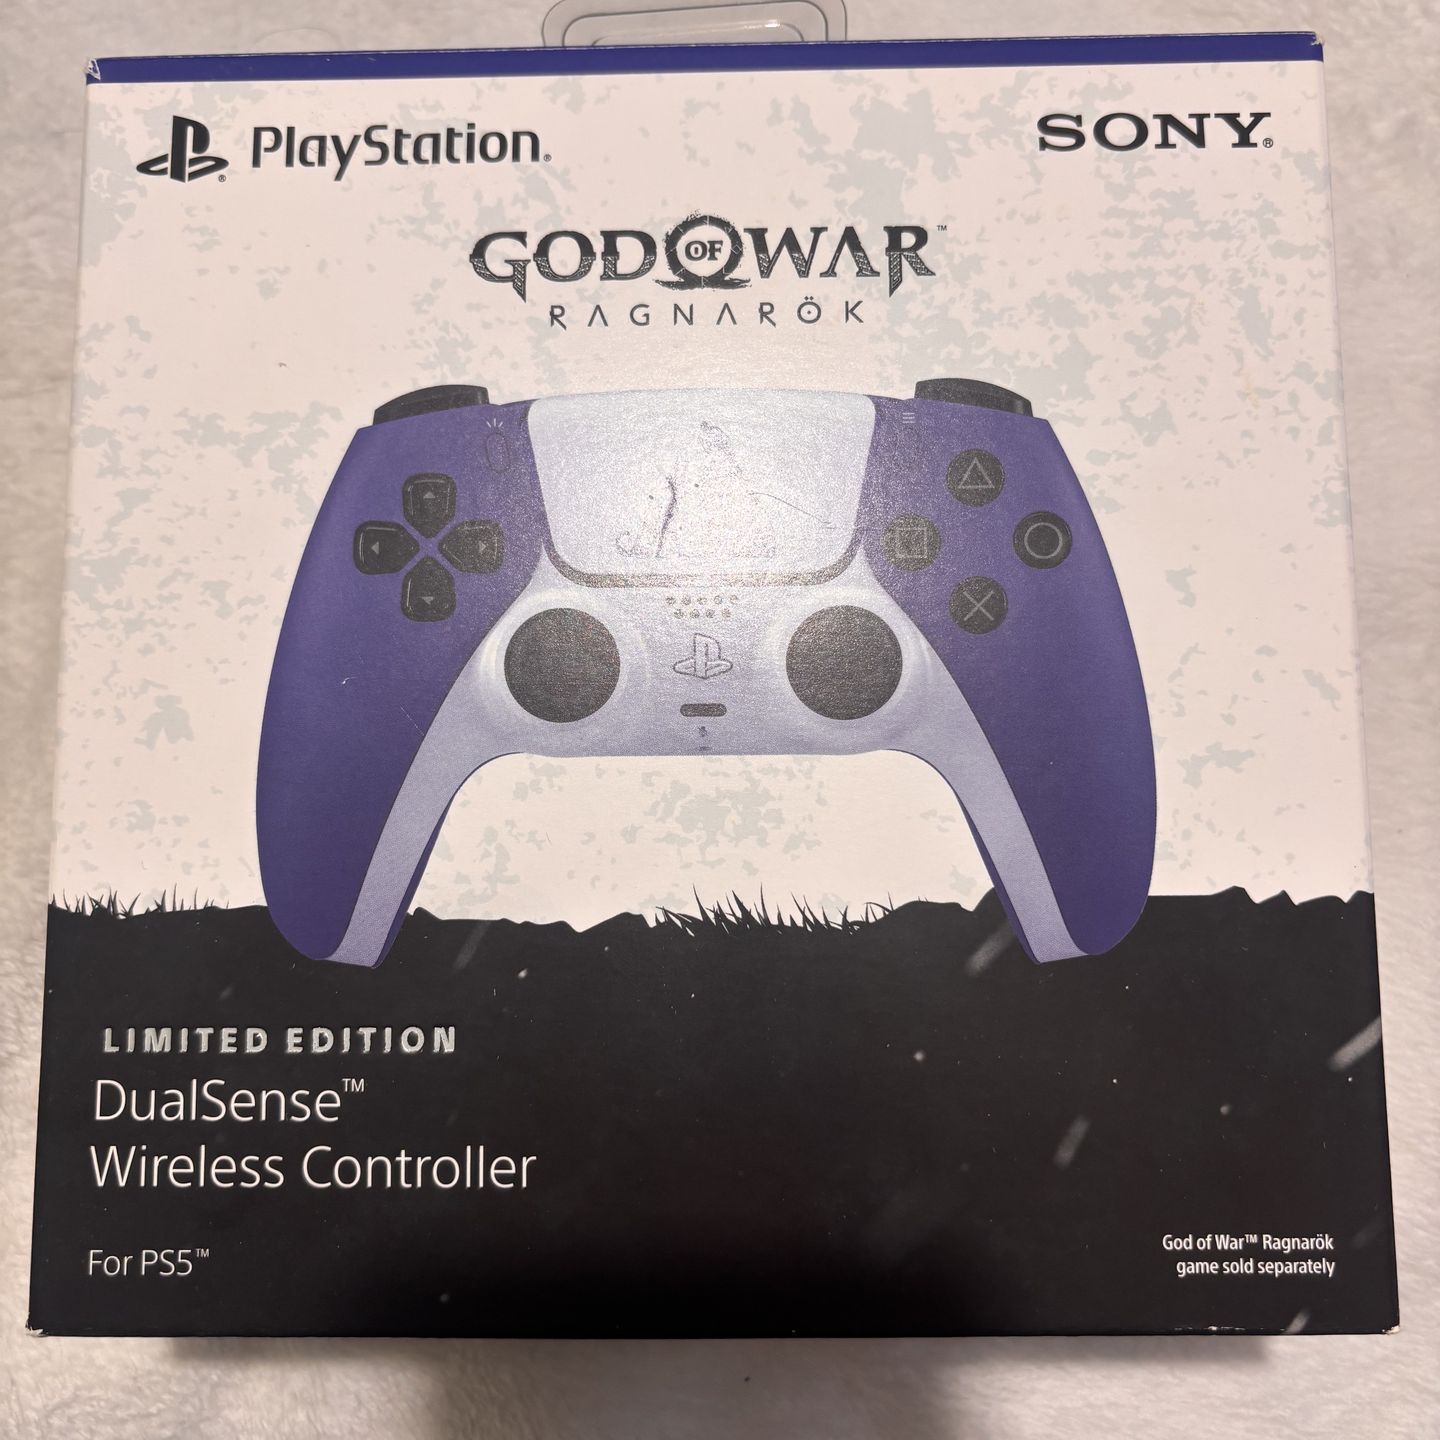 PlayStation®
SONY®
GOD OF WAR™
RAGNARÖK
LIMITED EDITION
DualSense™
Wireless Controller
For PS5™
God of War™ Ragnarök
game sold separately